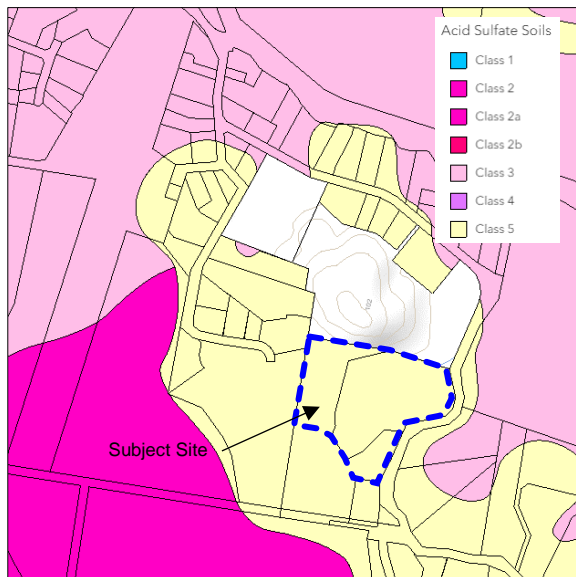 Acid Sulfate Soils
Class 1
Class 2
Class 2a
Class 2b
Class 3
Class 4
Class 5
Subject Site